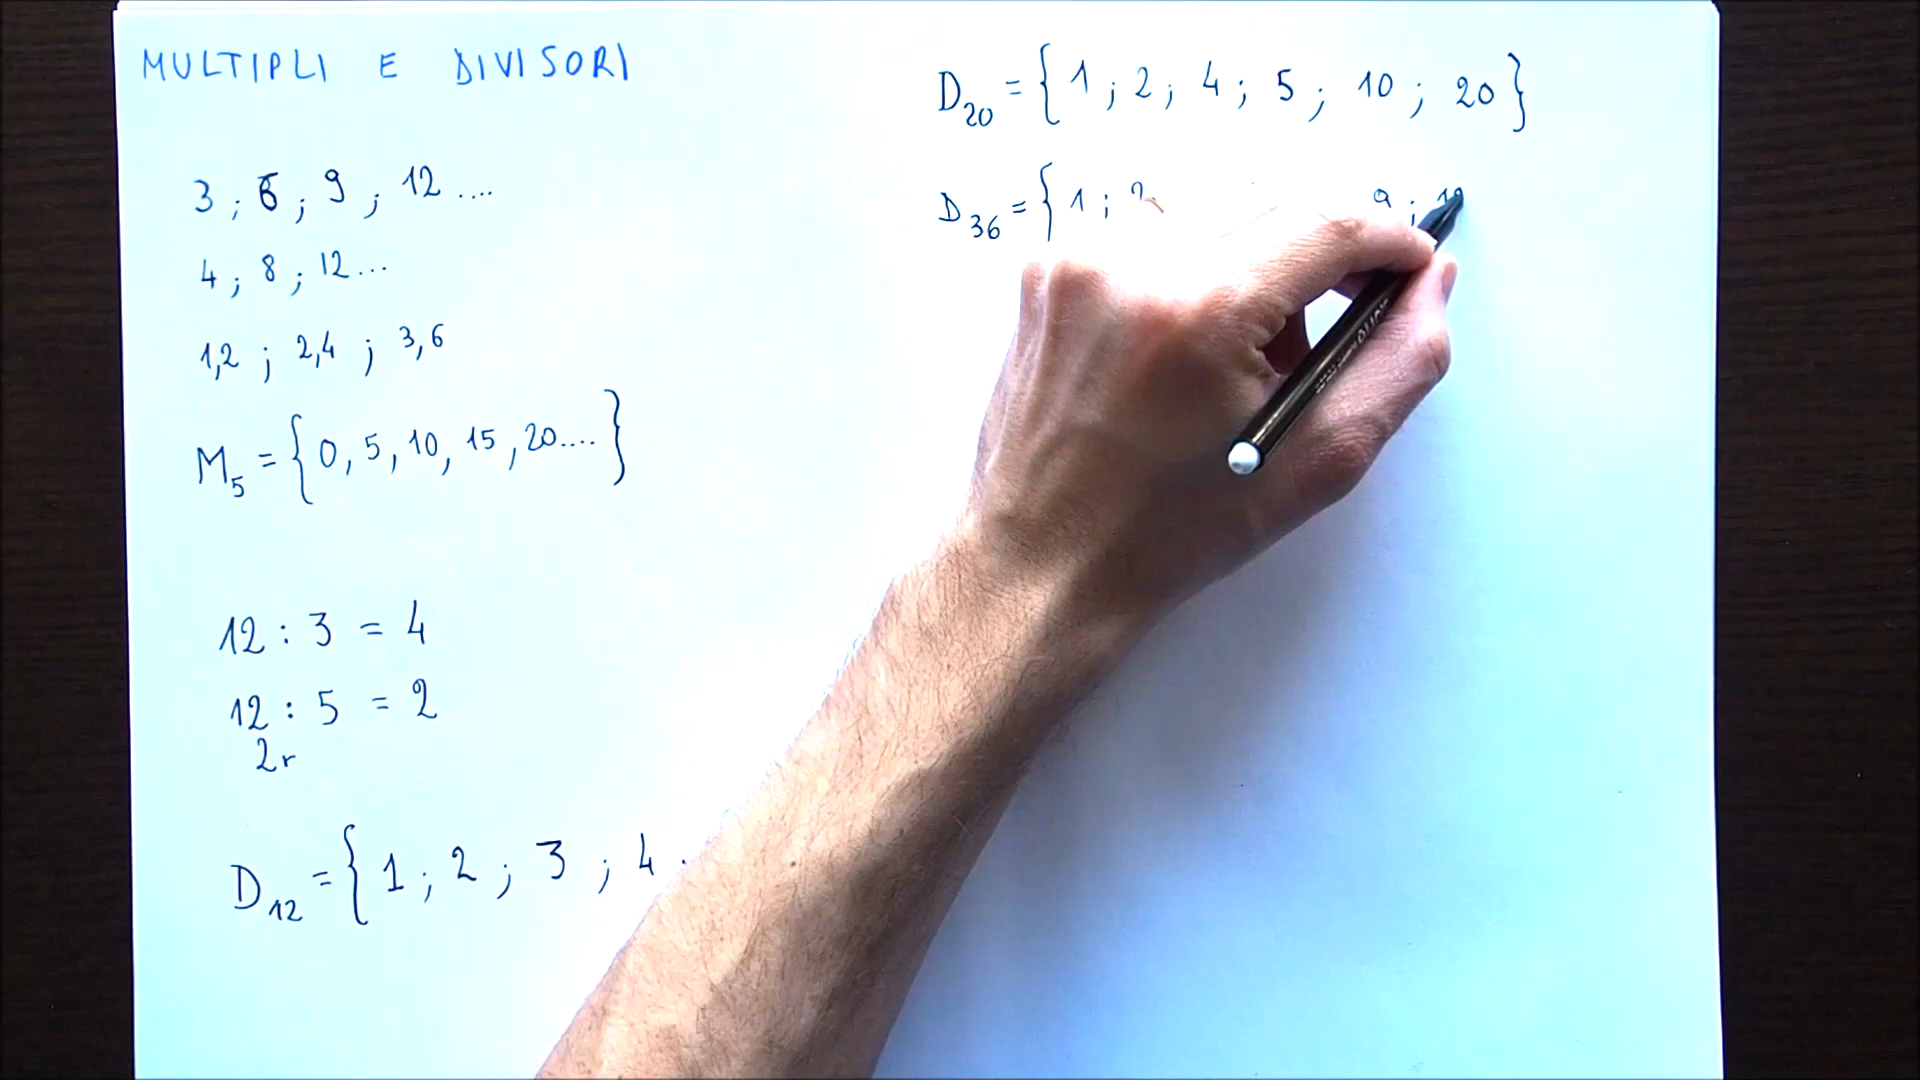 MULTIPLI E DIVISORI
3 ; 6 ; 9 ; 12 ....
4 ; 8 ; 12 ...
1,2 ; 2,4 ; 3,6
M5 = { 0, 5, 10, 15, 20.... }
12 : 3 = 4
12 : 5 = 2
2r
D12 = { 1 ; 2 ; 3 ; 4
D20 = { 1 ; 2 ; 4 ; 5 ; 10 ; 20 }
D36 = { 1 ; 9 ;